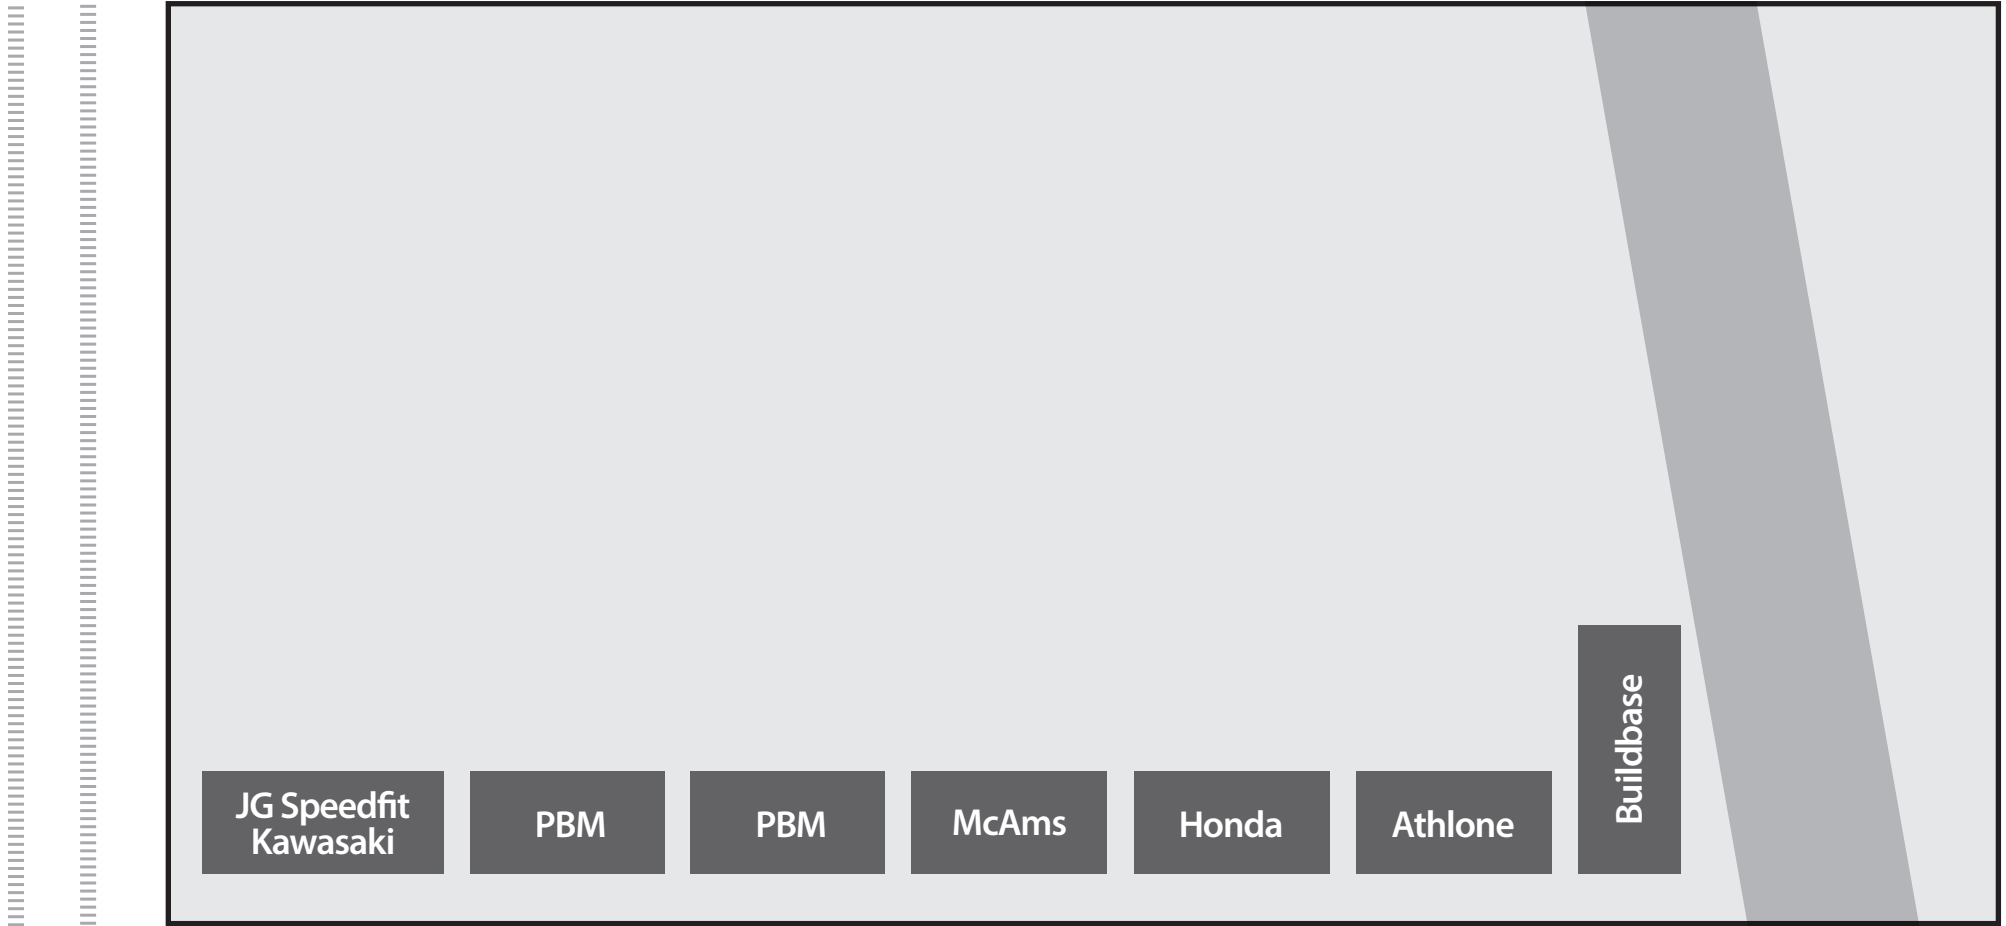 JG Speedfit
Kawasaki
PBM
PBM
McAms
Honda
Athlone
Buildbase